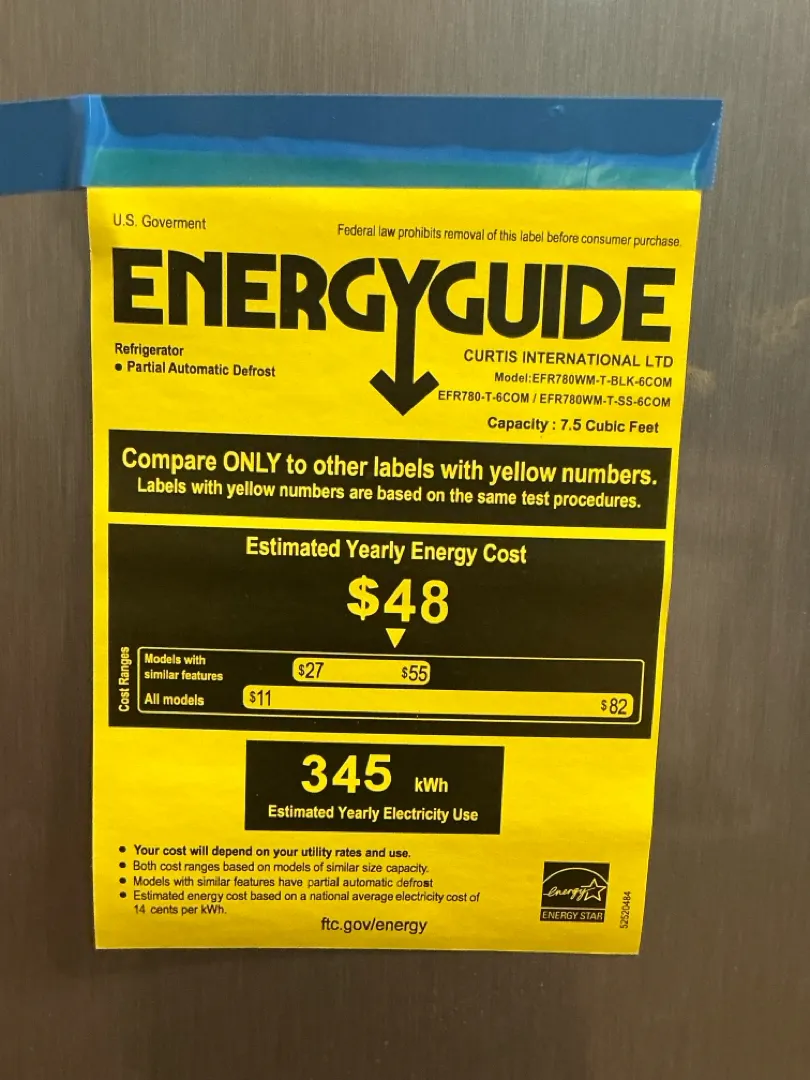 U.S. Goverment
Federal law prohibits removal of this label before consumer purchase.
ENERGYGUIDE
Refrigerator
• Partial Automatic Defrost
CURTIS INTERNATIONAL LTD
Model:EFR780WM-T-BLK-6COM
EFR780-T-6COM / EFR780WM-T-SS-6COM
Capacity : 7.5 Cubic Feet
Compare ONLY to other labels with yellow numbers.
Labels with yellow numbers are based on the same test procedures.
Estimated Yearly Energy Cost
$48
Cost Ranges
Models with
similar features
$27 $55
All models $11 $82
345 kWh
Estimated Yearly Electricity Use
• Your cost will depend on your utility rates and use.
• Both cost ranges based on models of similar size capacity.
• Models with similar features have partial automatic defrost
• Estimated energy cost based on a national average electricity cost of
14 cents per kWh.
ftc.gov/energy
energy
ENERGY STAR
52520484